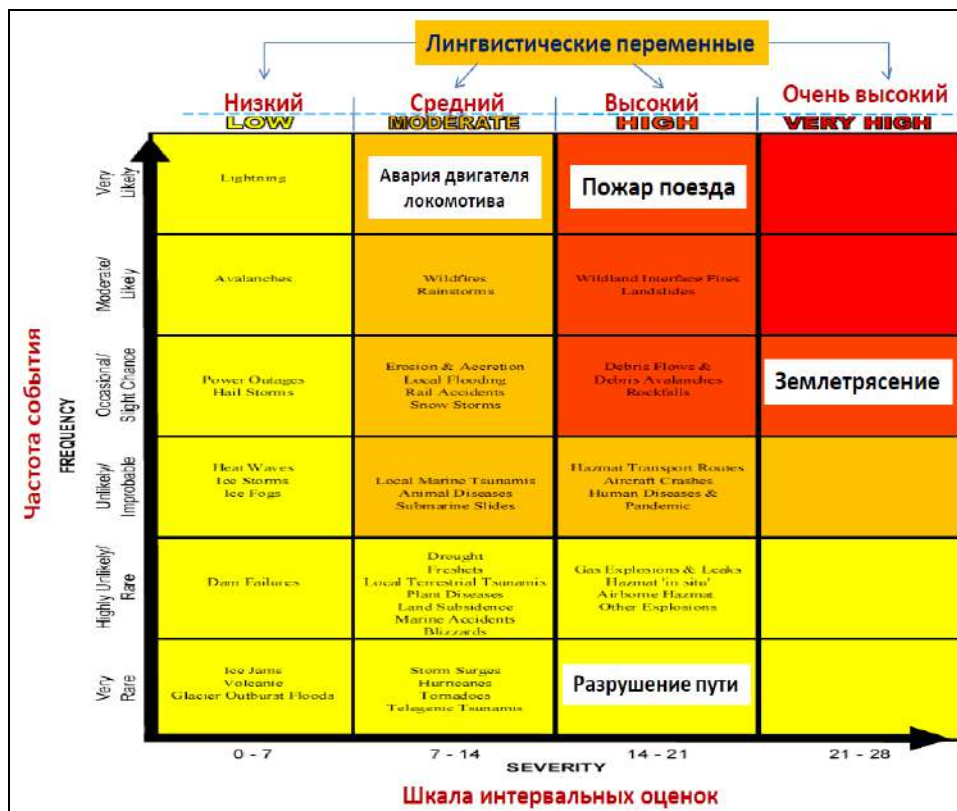 Лингвистические переменные
Низкий
Средний
Высокий
Очень высокий
LOW
MODERATE
HIGH
VERY HIGH
Частота события
FREQUENCY
Very
Likely
Lightning
Авария двигателя
локомотива
Пожар поезда
Moderate/
Likely
Avalanches
Wildfires
Rainstorms
Wildland Interface Fires
Landslides
Occasional/
Slight Chance
Power Outages
Hail Storms
Erosion & Accretion
Local Flooding
Rail Accidents
Snow Storms
Debris Flows &
Debris Avalanches
Rockfalls
Землетрясение
Unlikely/
Improbable
Heat Waves
Ice Storms
Ice Fogs
Local Marine Tsunamis
Animal Diseases
Submarine Slides
Hazmat Transport Routes
Aircraft Crashes
Human Diseases &
Pandemic
Highly Unlikely/
Rare
Dam Failures
Drought
Freshets
Local Terrestrial Tsunamis
Plant Diseases
Land Subsidence
Marine Accidents
Blizzards
Gas Explosions & Leaks
Hazmat 'in situ'
Airborne Hazmat
Other Explosions
Very
Rare
Ice Jams
Volcanic
Glacier Outburst Floods
Storm Surges
Hurricanes
Tornadoes
Telegenic Tsunamis
Разрушение пути
0 - 7
7 - 14
14 - 21
21 - 28
SEVERITY
Шкала интервальных оценок